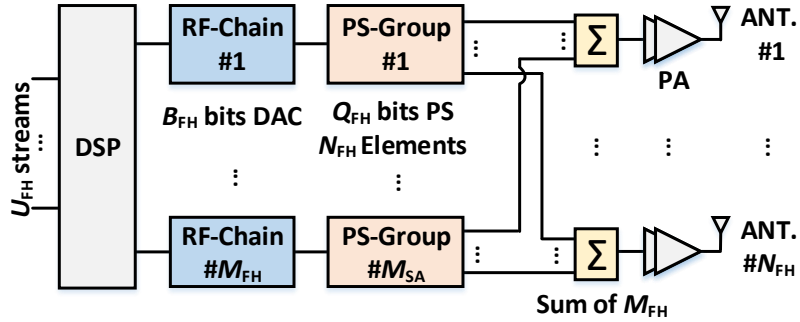 U_FH streams
DSP
RF-Chain
#1
PS-Group
#1
Σ
PA
ANT.
#1
B_FH bits DAC
Q_FH bits PS
N_FH Elements
RF-Chain
#M_FH
PS-Group
#M_SA
Σ
ANT.
#N_FH
Sum of M_FH